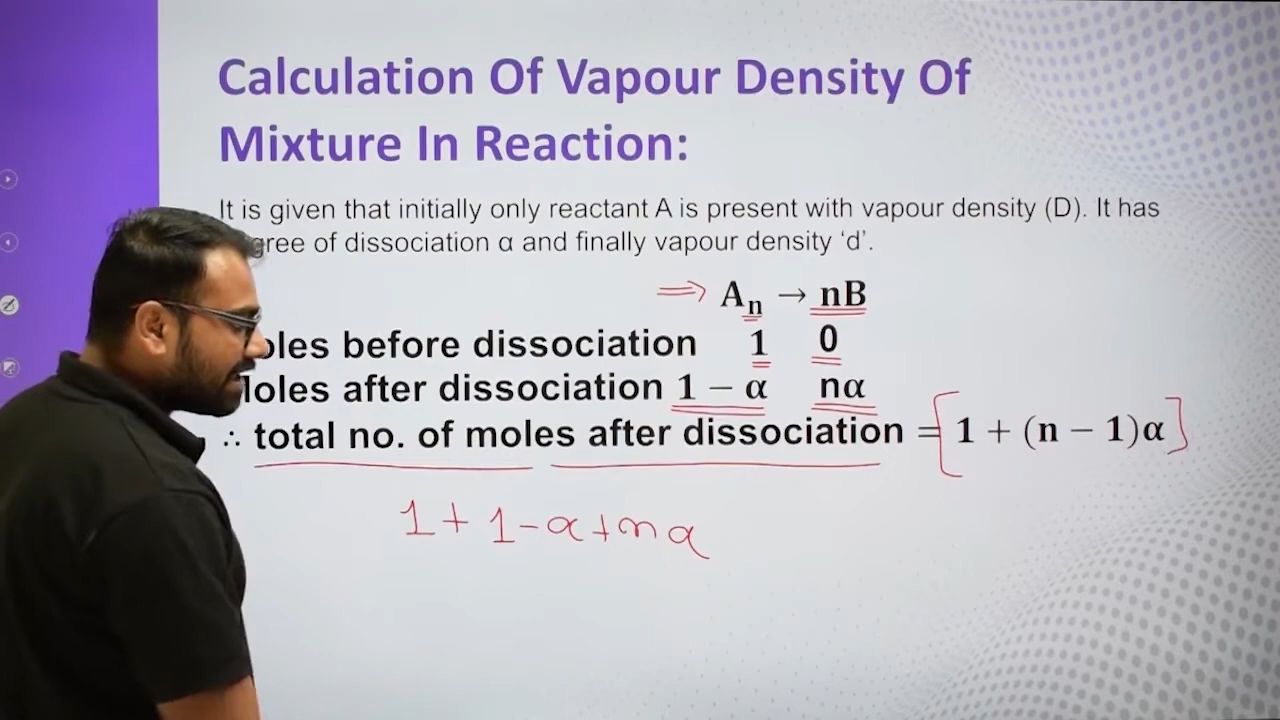 Calculation Of Vapour Density Of
Mixture In Reaction:
It is given that initially only reactant A is present with vapour density (D). It has
gree of dissociation α and finally vapour density ‘d’.
⇒ Aₙ → nB
oles before dissociation 1 0
oles after dissociation 1 − α nα
∴ total no. of moles after dissociation = [1 + (n − 1)α]
1 + 1 - α + nα